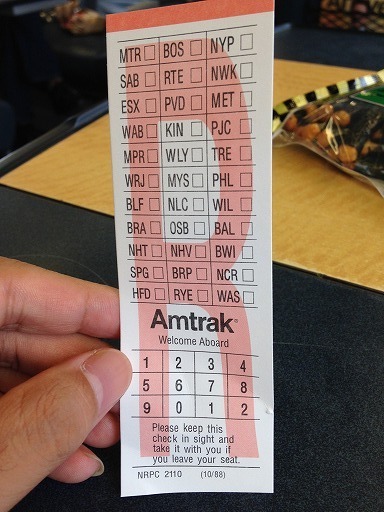 MTR BOS NYP
SAB RTE NWK
ESX PVD MET
WAB KIN PJC
MPR WLY TRE
WRJ MYS PHL
BLF NLC WIL
BRA OSB BAL
NHT NHV BWI
SPG BRP NCR
HFD RYE WAS
Amtrak®
Welcome Aboard
1 2 3 4
5 6 7 8
9 0 1 2
Please keep this
check in sight and
take it with you if
you leave your seat.
NRPC 2110 (10/88)